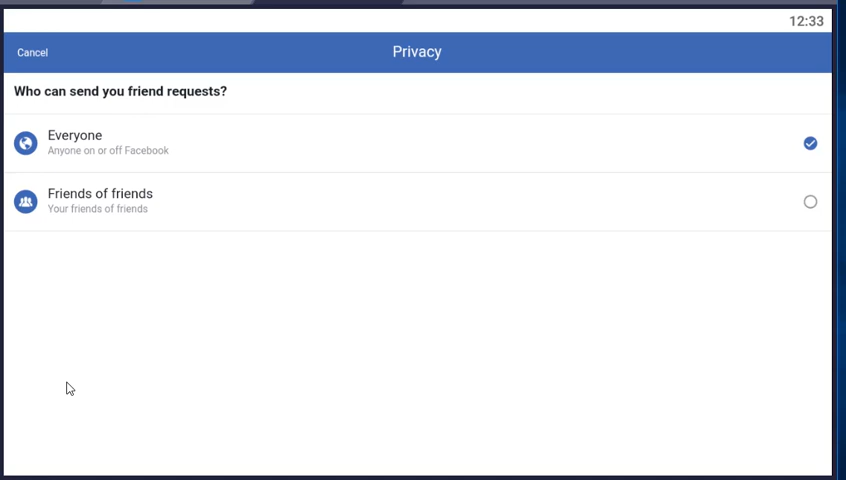 12:33
Cancel
Privacy
Who can send you friend requests?
Everyone
Anyone on or off Facebook
Friends of friends
Your friends of friends